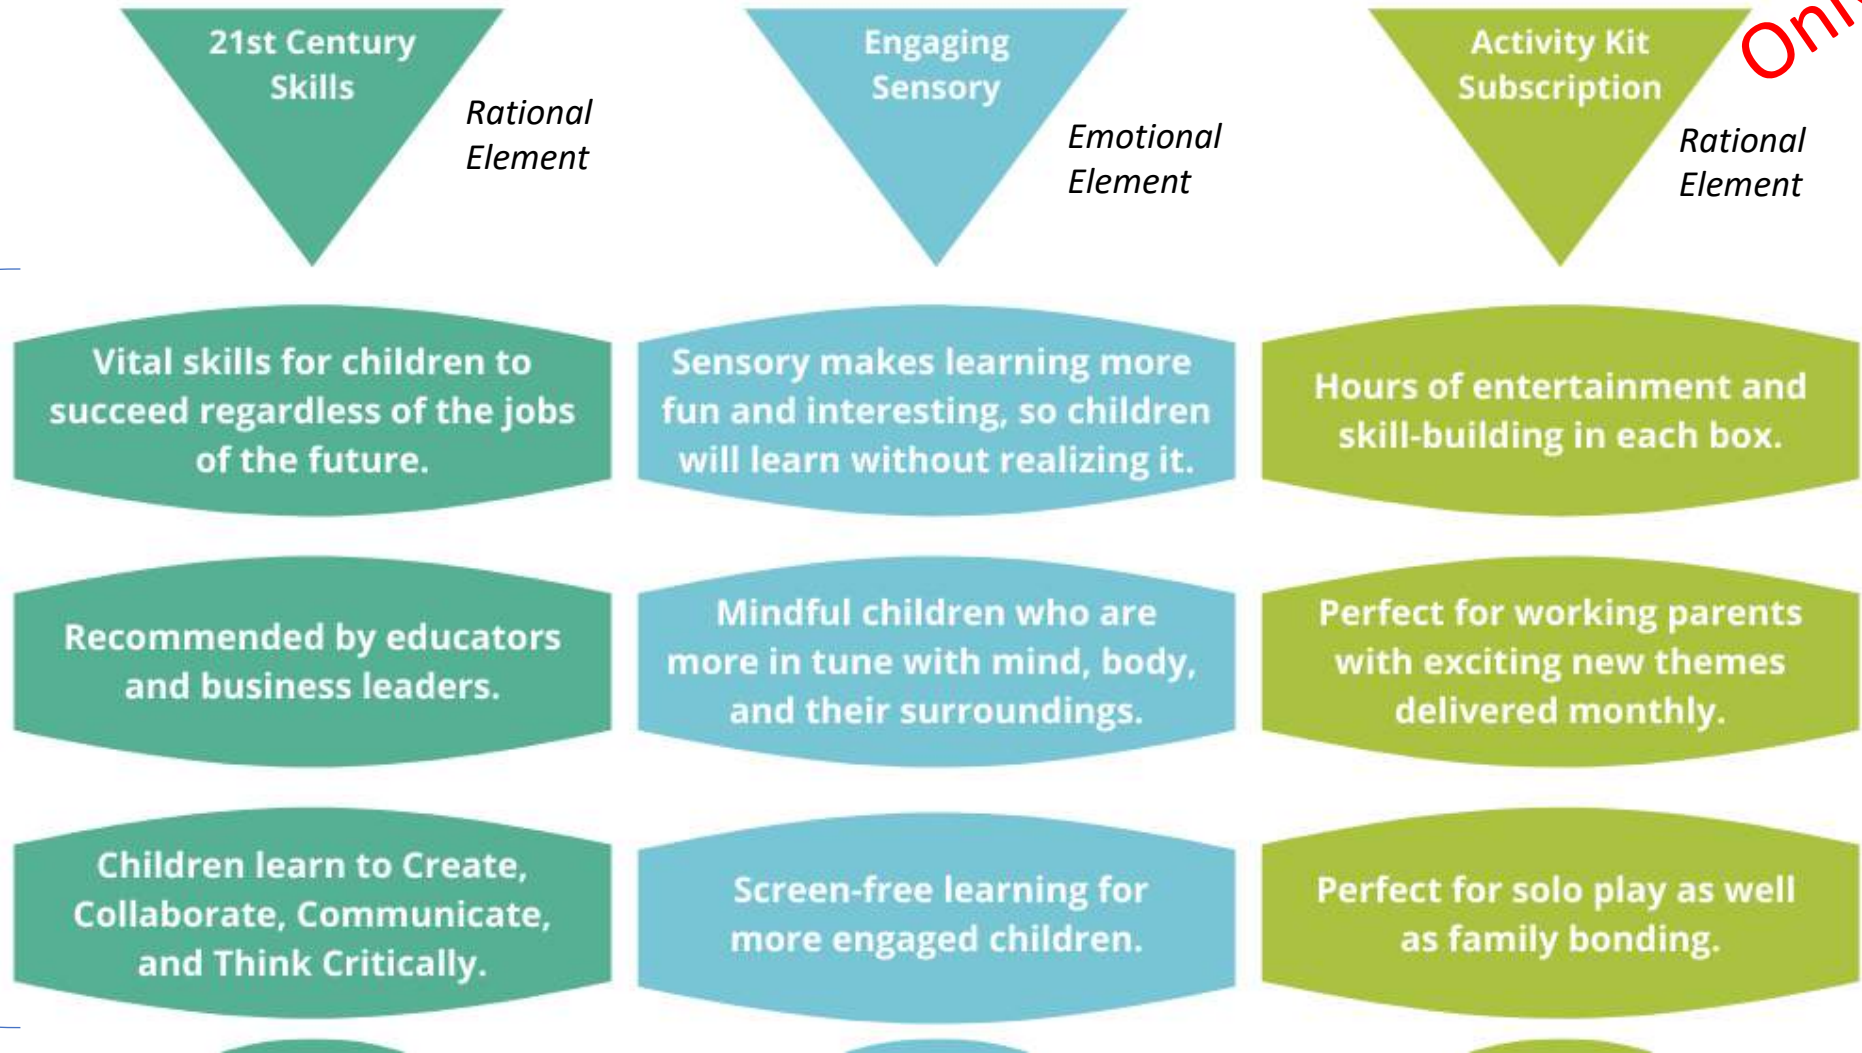 21st Century
Skills
Rational
Element
Engaging
Sensory
Emotional
Element
Activity Kit
Subscription
Rational
Element
Vital skills for children to
succeed regardless of the jobs
of the future.
Sensory makes learning more
fun and interesting, so children
will learn without realizing it.
Hours of entertainment and
skill-building in each box.
Recommended by educators
and business leaders.
Mindful children who are
more in tune with mind, body,
and their surroundings.
Perfect for working parents
with exciting new themes
delivered monthly.
Children learn to Create,
Collaborate, Communicate,
and Think Critically.
Screen-free learning for
more engaged children.
Perfect for solo play as well
as family bonding.